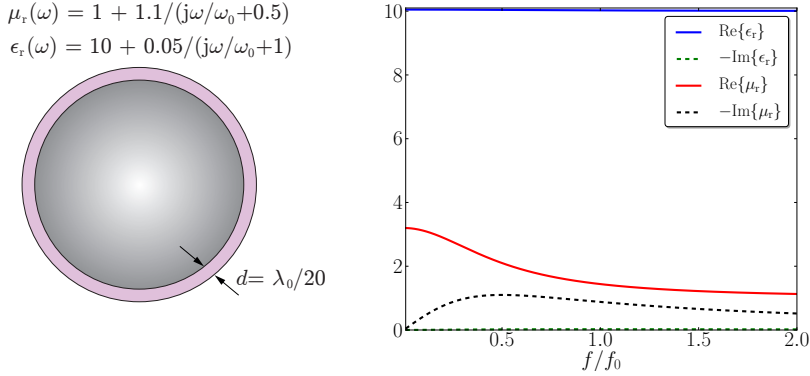 μᵣ(ω) = 1 + 1.1/(jω/ω₀+0.5)
ϵᵣ(ω) = 10 + 0.05/(jω/ω₀+1)
d= λ₀/20
10
8
6
4
2
0
0.5
1.0
1.5
2.0
f/f₀
Re{ϵᵣ}
−Im{ϵᵣ}
Re{μᵣ}
−Im{μᵣ}